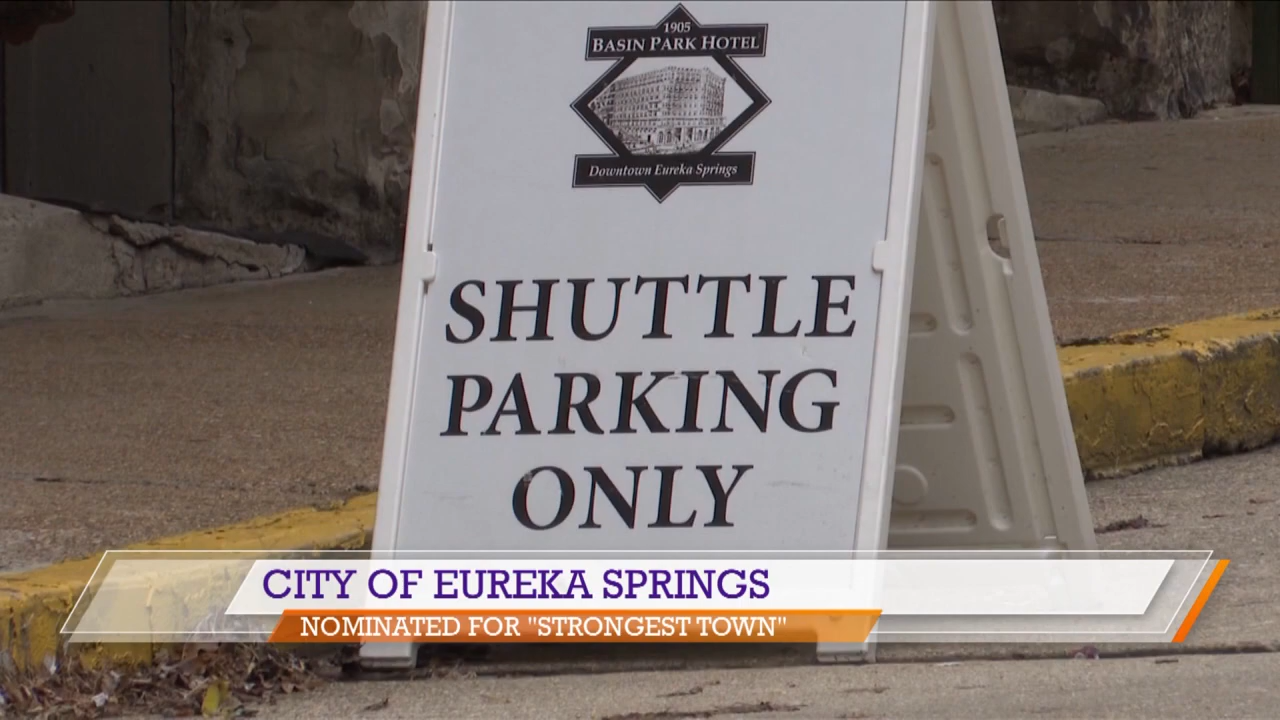 1905
BASIN PARK HOTEL
Downtown Eureka Springs
SHUTTLE
PARKING
ONLY
CITY OF EUREKA SPRINGS
NOMINATED FOR "STRONGEST TOWN"